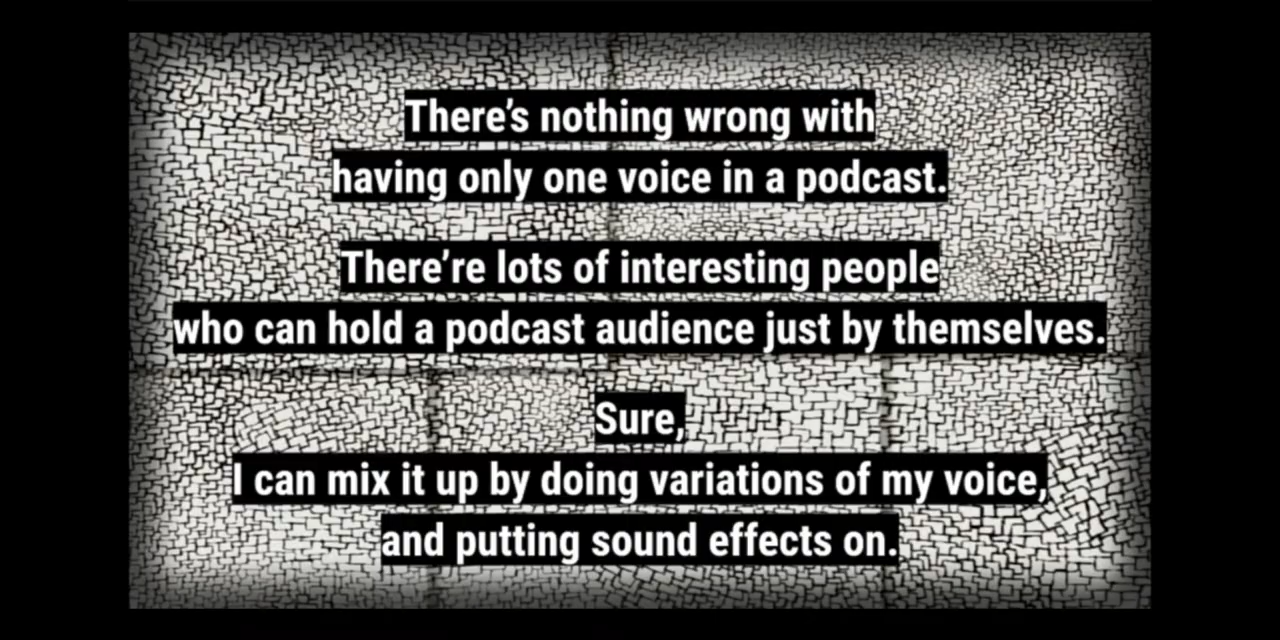 There’s nothing wrong with
having only one voice in a podcast.
There’re lots of interesting people
who can hold a podcast audience just by themselves.
Sure,
I can mix it up by doing variations of my voice,
and putting sound effects on.